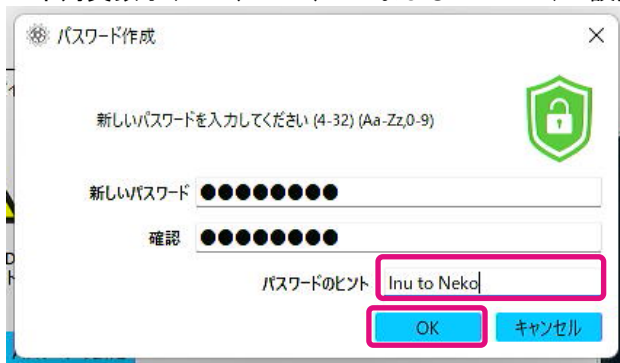 パスワード作成
新しいパスワードを入力してください (4-32) (Aa-Zz,0-9)
新しいパスワード ●●●●●●●●
確認 ●●●●●●●●
パスワードのヒント Inu to Neko
OK キャンセル